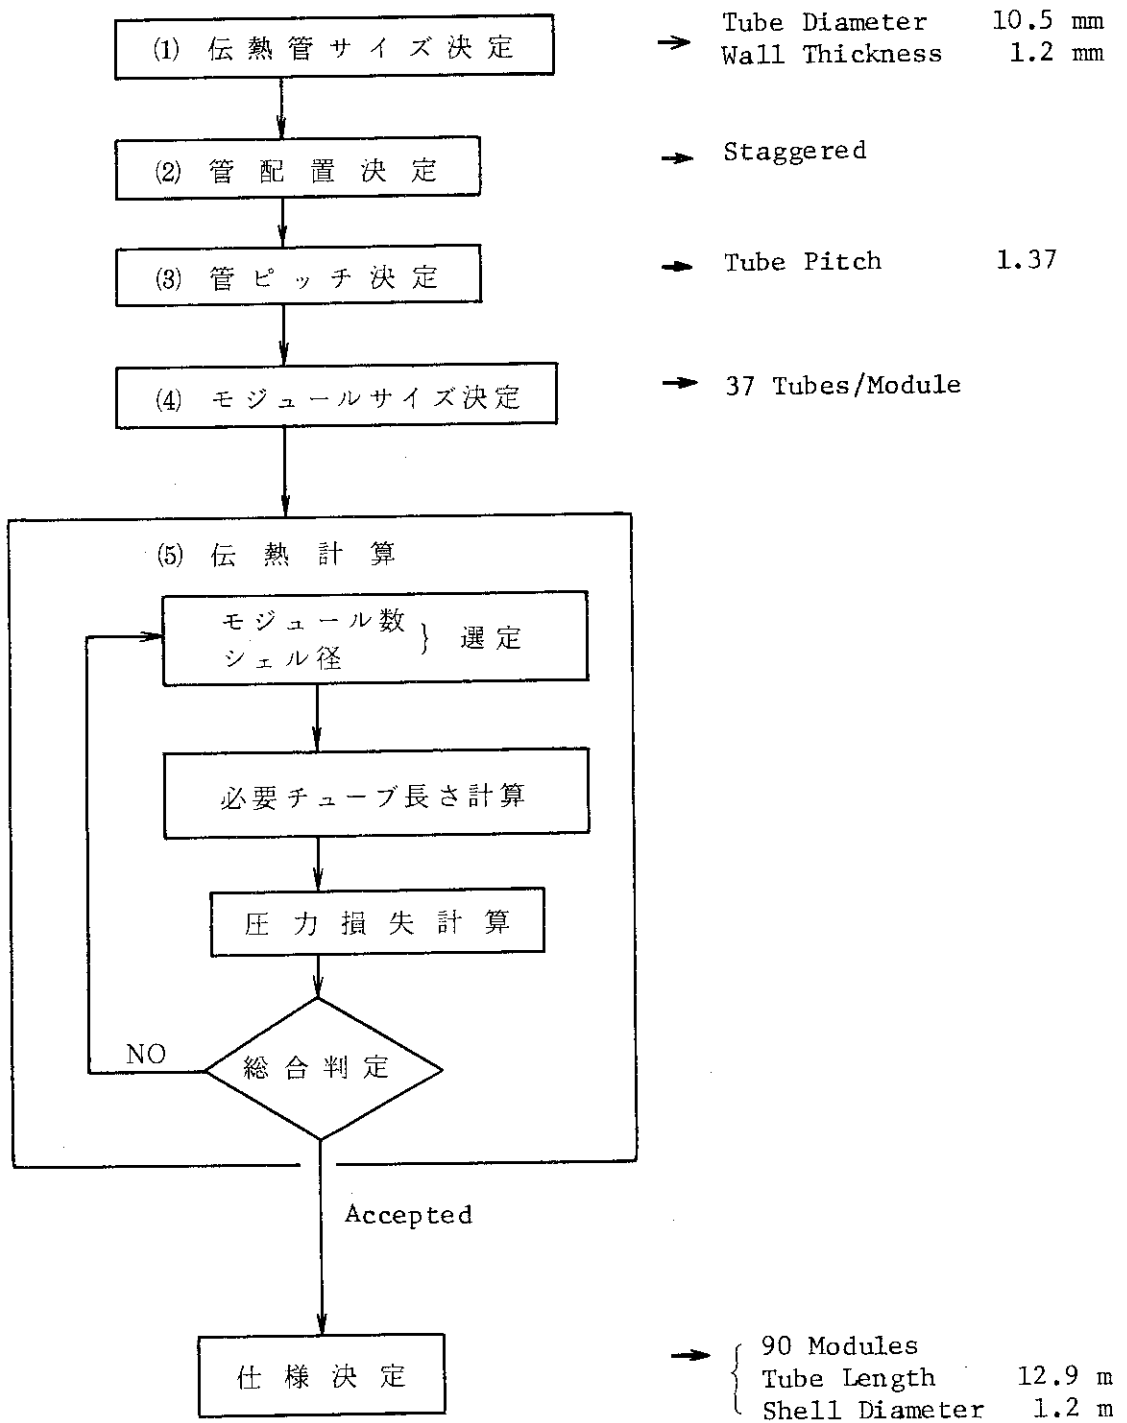 (1) 伝熱管サイズ決定
→ Tube Diameter 10.5 mm
Wall Thickness 1.2 mm
(2) 管配置決定
→ Staggered
(3) 管ピッチ決定
→ Tube Pitch 1.37
(4) モジュールサイズ決定
→ 37 Tubes/Module
(5) 伝熱計算
モジュール数
シェル径
} 選定
必要チューブ長さ計算
圧力損失計算
総合判定
NO
Accepted
仕様決定
→ { 90 Modules
Tube Length 12.9 m
Shell Diameter 1.2 m